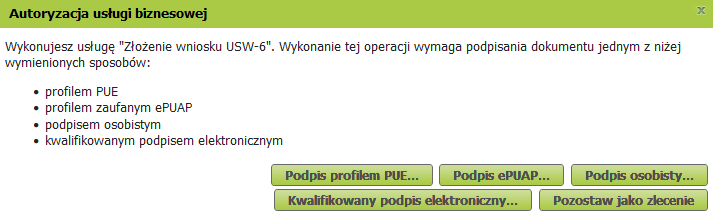 Autoryzacja usługi biznesowej x
Wykonujesz usługę "Złożenie wniosku USW-6". Wykonanie tej operacji wymaga podpisania dokumentu jednym z niżej
wymienionych sposobów:
• profilem PUE
• profilem zaufanym ePUAP
• podpisem osobistym
• kwalifikowanym podpisem elektronicznym
Podpis profilem PUE... Podpis ePUAP... Podpis osobisty...
Kwalifikowany podpis elektroniczny... Pozostaw jako zlecenie